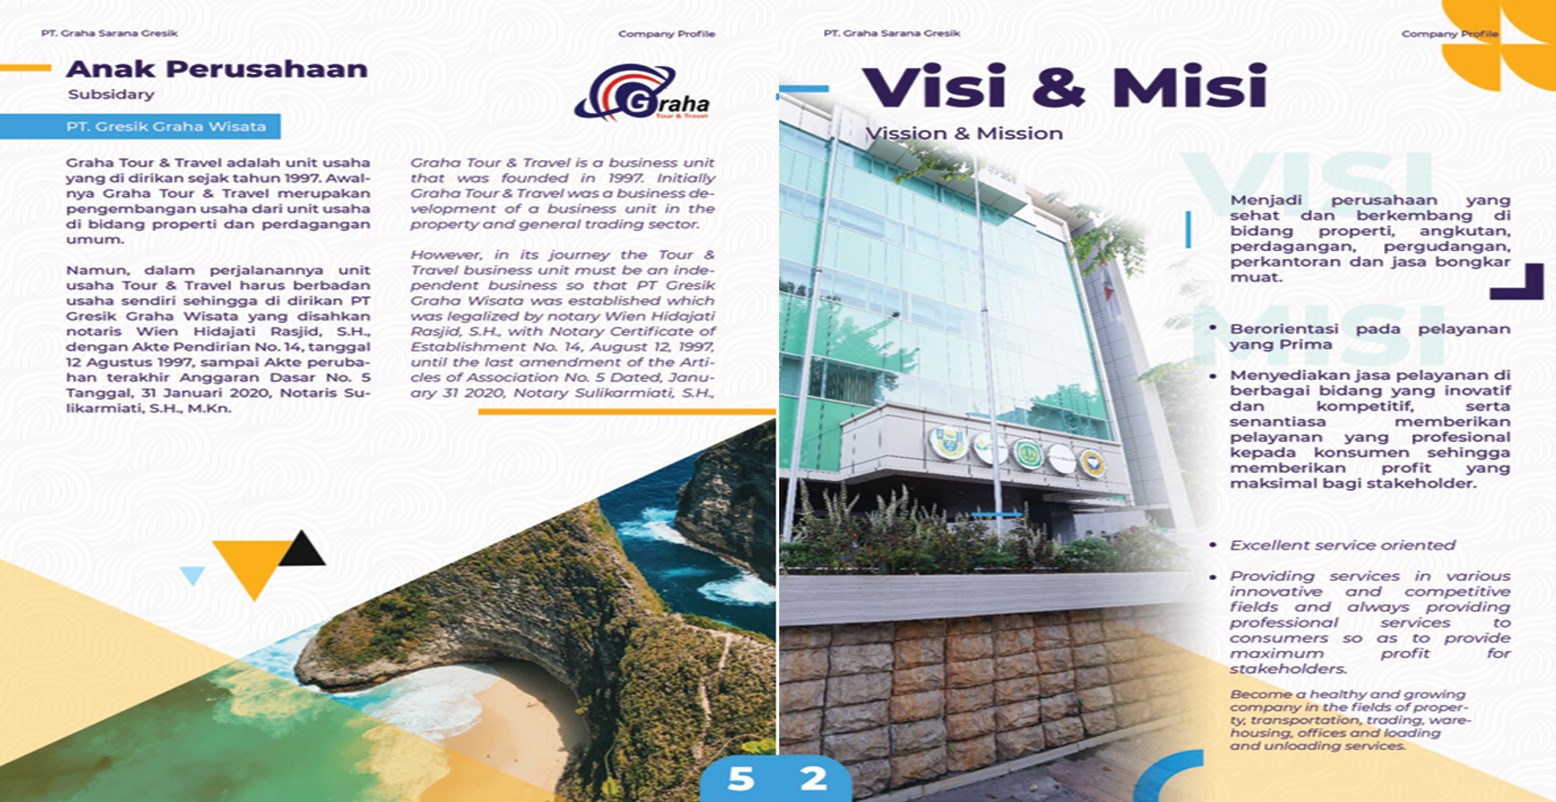 PT. Graha Sarana Gresik
Company Profile
Anak Perusahaan
Subsidary
PT. Gresik Graha Wisata
Graha
Tour & Travel
Graha Tour & Travel adalah unit usaha
yang di dirikan sejak tahun 1997. Awal-
nya Graha Tour & Travel merupakan
pengembangan usaha dari unit usaha
di bidang properti dan perdagangan
umum.
Namun, dalam perjalanannya unit
usaha Tour & Travel harus berbadan
usaha sendiri sehingga di dirikan PT
Gresik Graha Wisata yang disahkan
notaris Wien Hidajati Rasjid, S.H.,
dengan Akte Pendirian No. 14, tanggal
12 Agustus 1997, sampai Akte peruba-
han terakhir Anggaran Dasar No. 5
Tanggal, 31 Januari 2020, Notaris Su-
likarmiati, S.H., M.Kn.
Graha Tour & Travel is a business unit
that was founded in 1997. Initially
Graha Tour & Travel was a business de-
velopment of a business unit in the
property and general trading sector.
However, in its journey the Tour &
Travel business unit must be an inde-
pendent business so that PT Gresik
Graha Wisata was established which
was legalized by notary Wien Hidajati
Rasjid, S.H., with Notary Certificate of
Establishment No. 14, August 12, 1997,
until the last amendment of the Arti-
cles of Association No. 5 Dated, Janu-
ary 31 2020, Notary Sulikarmiati, S.H.,
5
PT. Graha Sarana Gresik
Company Profile
Visi & Misi
Vission & Mission
VISI
Menjadi perusahaan yang
sehat dan berkembang di
bidang properti, angkutan,
perdagangan, pergudangan,
perkantoran dan jasa bongkar
muat.
MISI
• Berorientasi pada pelayanan
yang Prima
• Menyediakan jasa pelayanan di
berbagai bidang yang inovatif
dan kompetitif, serta
senantiasa memberikan
pelayanan yang profesional
kepada konsumen sehingga
memberikan profit yang
maksimal bagi stakeholder.
• Excellent service oriented
• Providing services in various
innovative and competitive
fields and always providing
professional services to
consumers so as to provide
maximum profit for
stakeholders.
Become a healthy and growing
company in the fields of proper-
ty, transportation, trading, ware-
housing, offices and loading
and unloading services.
2